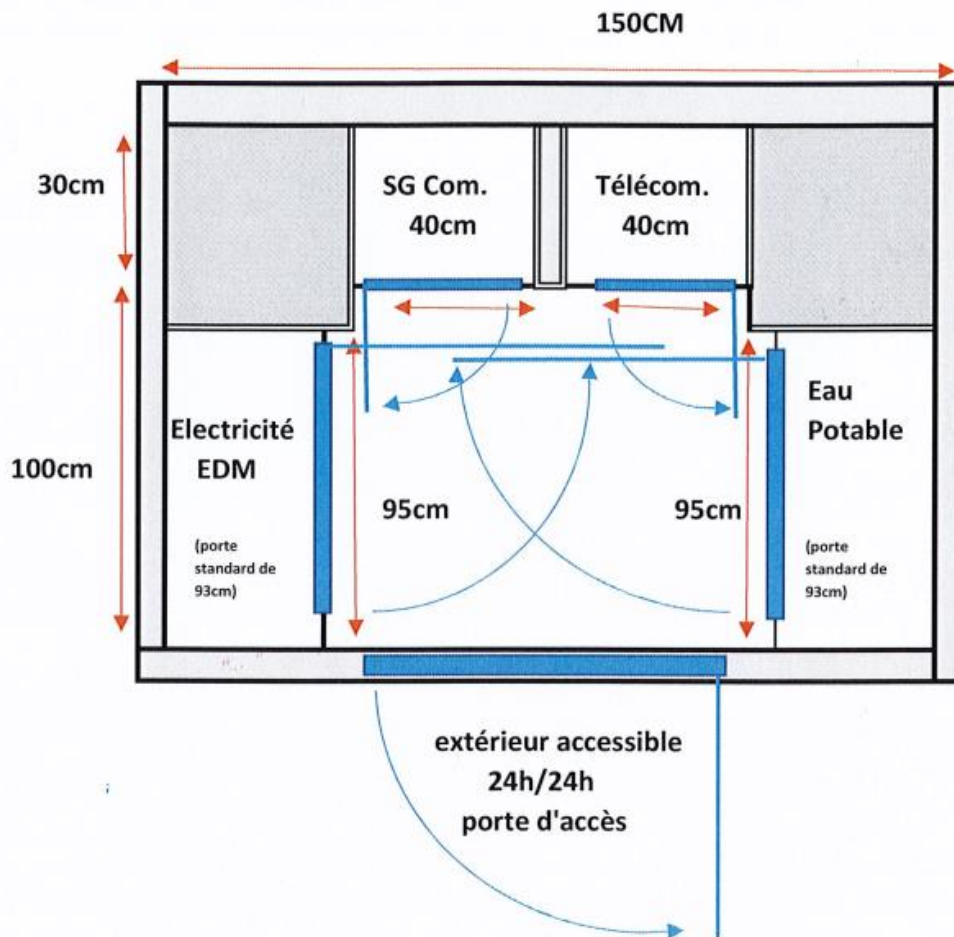 150CM
30cm
SG Com.
40cm
Télécom.
40cm
Electricité
EDM
Eau
Potable
100cm
95cm
95cm
(porte
standard de
93cm)
(porte
standard de
93cm)
extérieur accessible
24h/24h
porte d'accès